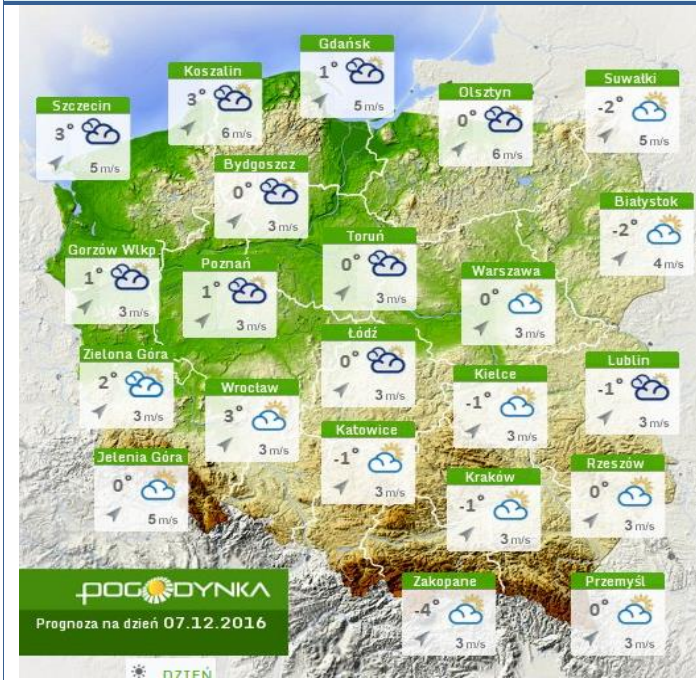 Gdańsk
1°
5 m/s
Koszalin
3°
6 m/s
Szczecin
3°
5 m/s
Olsztyn
0°
6 m/s
Suwałki
-2°
5 m/s
Bydgoszcz
0°
3 m/s
Białystok
-2°
4 m/s
Toruń
0°
3 m/s
Gorzów Wlkp
1°
3 m/s
Poznań
1°
3 m/s
Warszawa
0°
3 m/s
Łódź
0°
3 m/s
Zielona Góra
2°
3 m/s
Wrocław
3°
3 m/s
Kielce
-1°
3 m/s
Lublin
-1°
3 m/s
Katowice
-1°
3 m/s
Jelenia Góra
0°
5 m/s
Kraków
-1°
3 m/s
Rzeszów
0°
3 m/s
Zakopane
-4°
3 m/s
Przemyśl
0°
3 m/s
POGODYNKA
Prognoza na dzień 07.12.2016
DZIEŃ